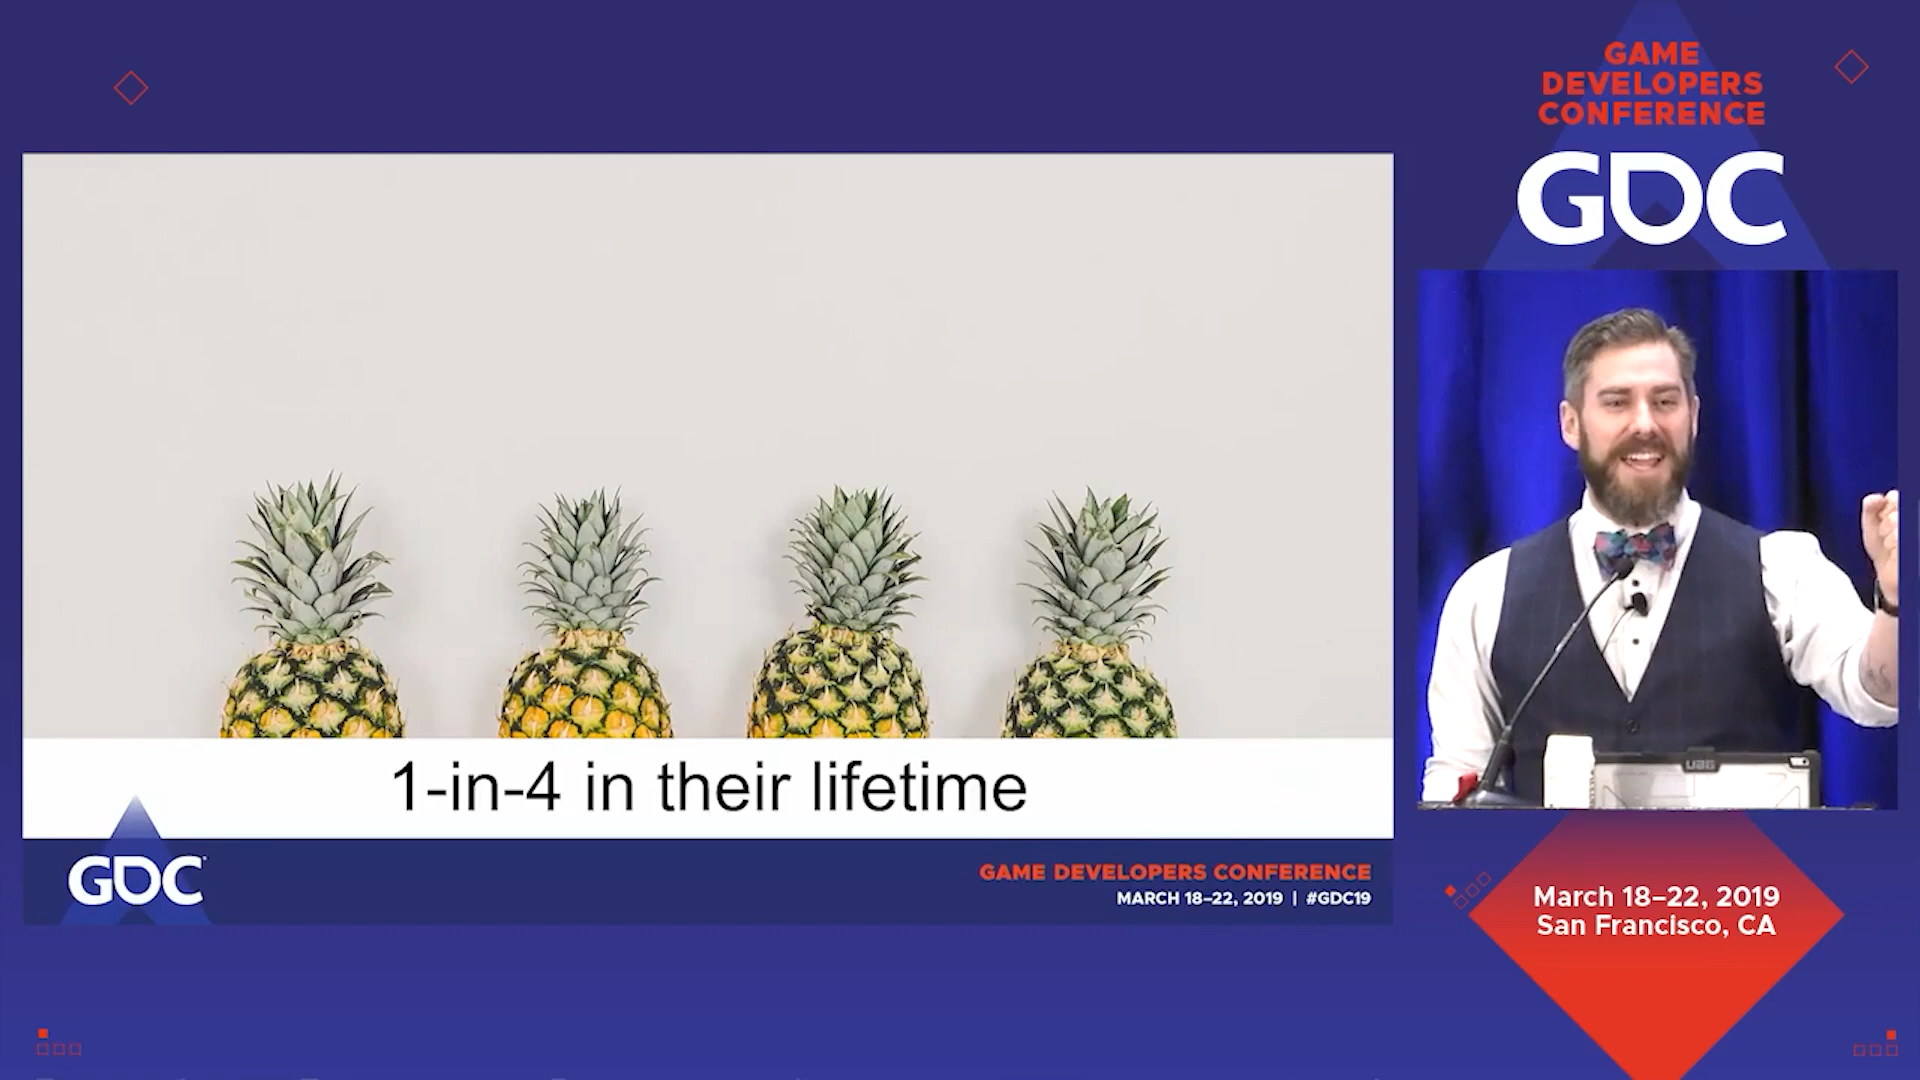 GAME
DEVELOPERS
CONFERENCE
GDC
1-in-4 in their lifetime
GDC
GAME DEVELOPERS CONFERENCE
MARCH 18–22, 2019 | #GDC19
UAG
March 18–22, 2019
San Francisco, CA